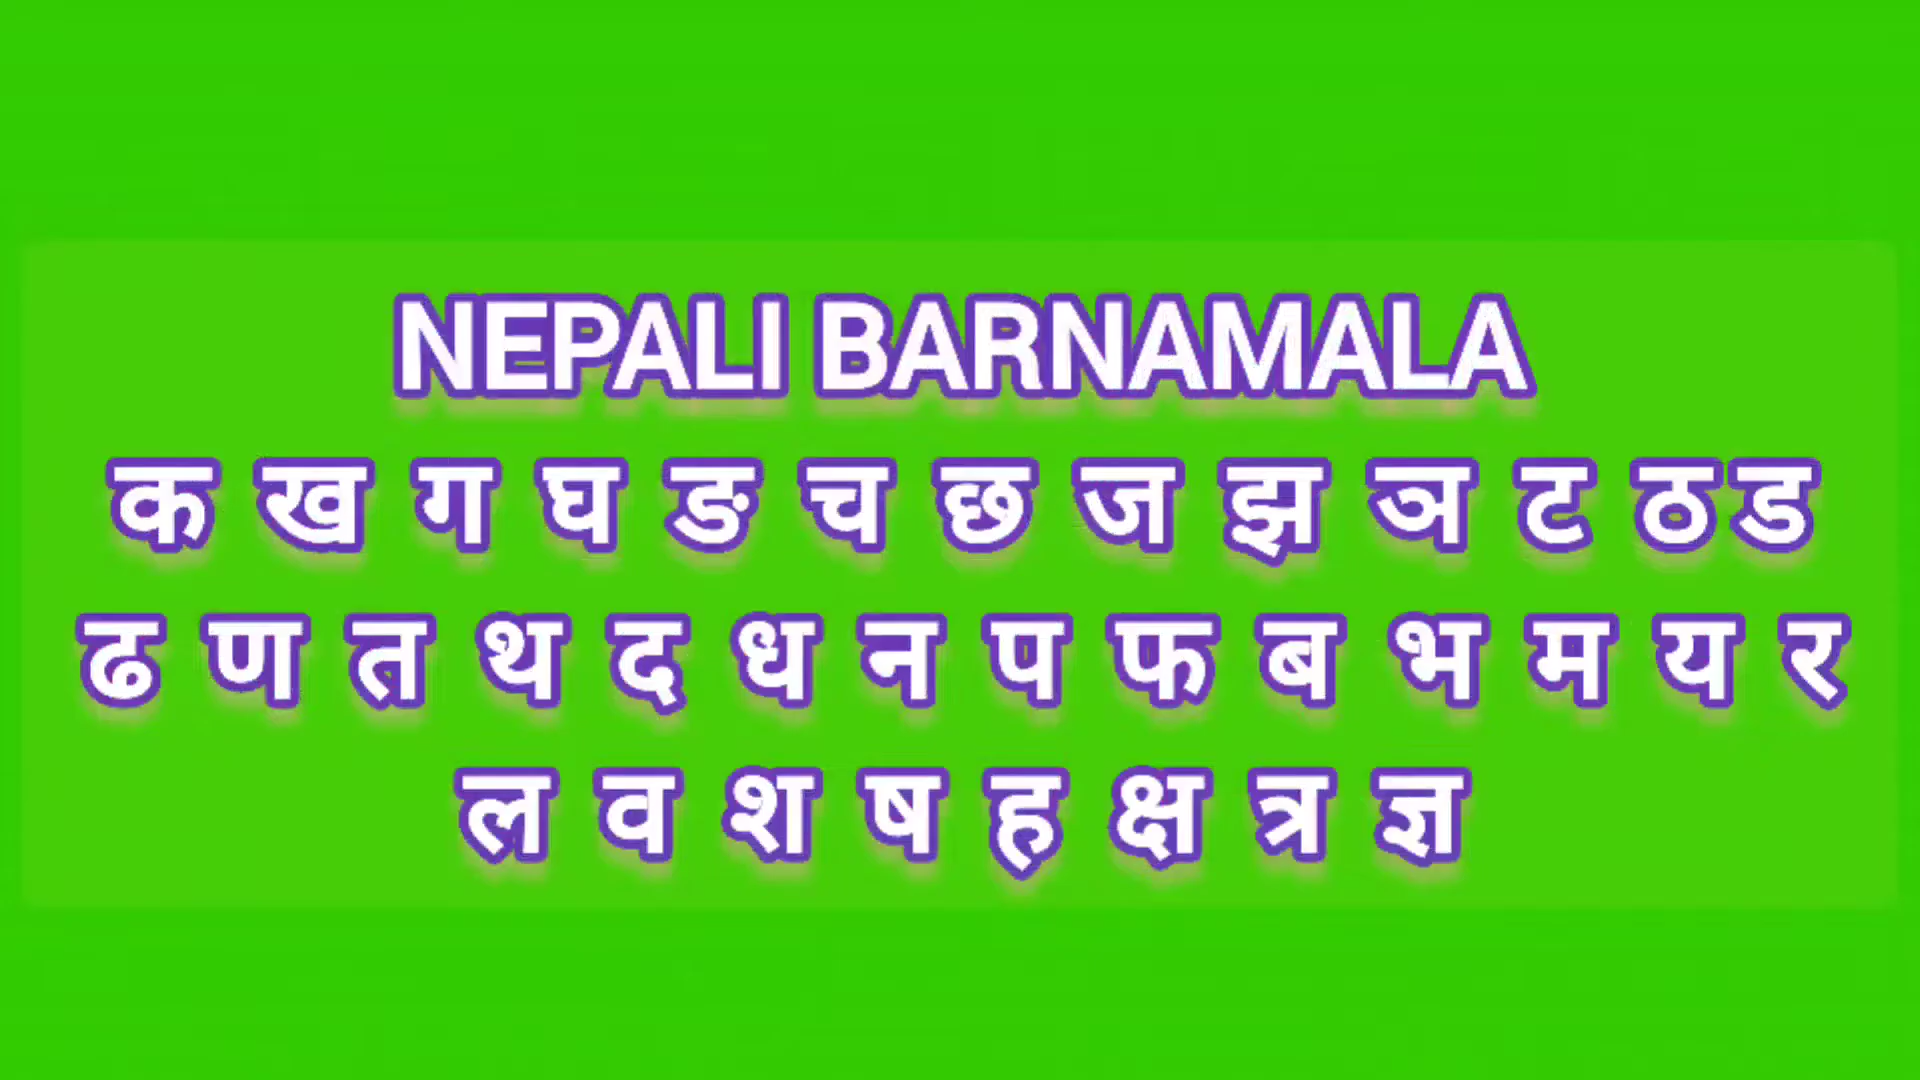 NEPALI BARNAMALA
क ख ग घ ङ च छ ज झ ञ ट ठ ड
ढ ण त थ द ध न प फ ब भ म य र
ल व श ष ह क्ष त्र ज्ञ